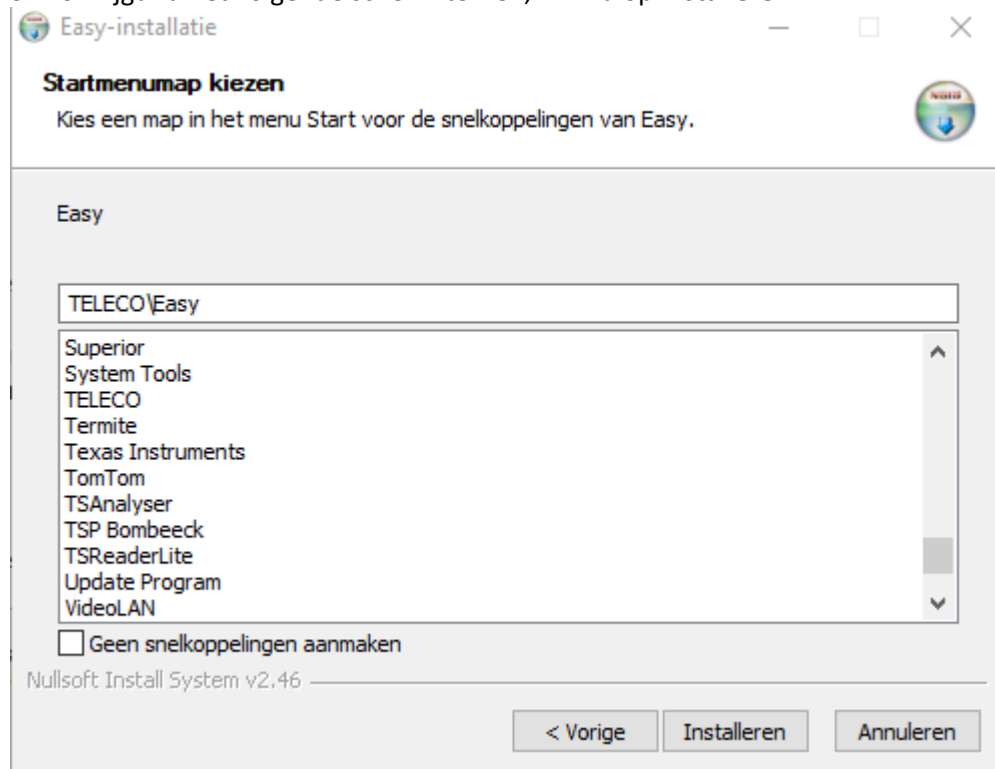 Easy-installatie
Startmenumap kiezen
Kies een map in het menu Start voor de snelkoppelingen van Easy.
Easy
TELECO\Easy
Superior
System Tools
TELECO
Termite
Texas Instruments
TomTom
TSAnalyser
TSP Bombeeck
TSReaderLite
Update Program
VideoLAN
Geen snelkoppelingen aanmaken
Nullsoft Install System v2.46
< Vorige
Installeren
Annuleren